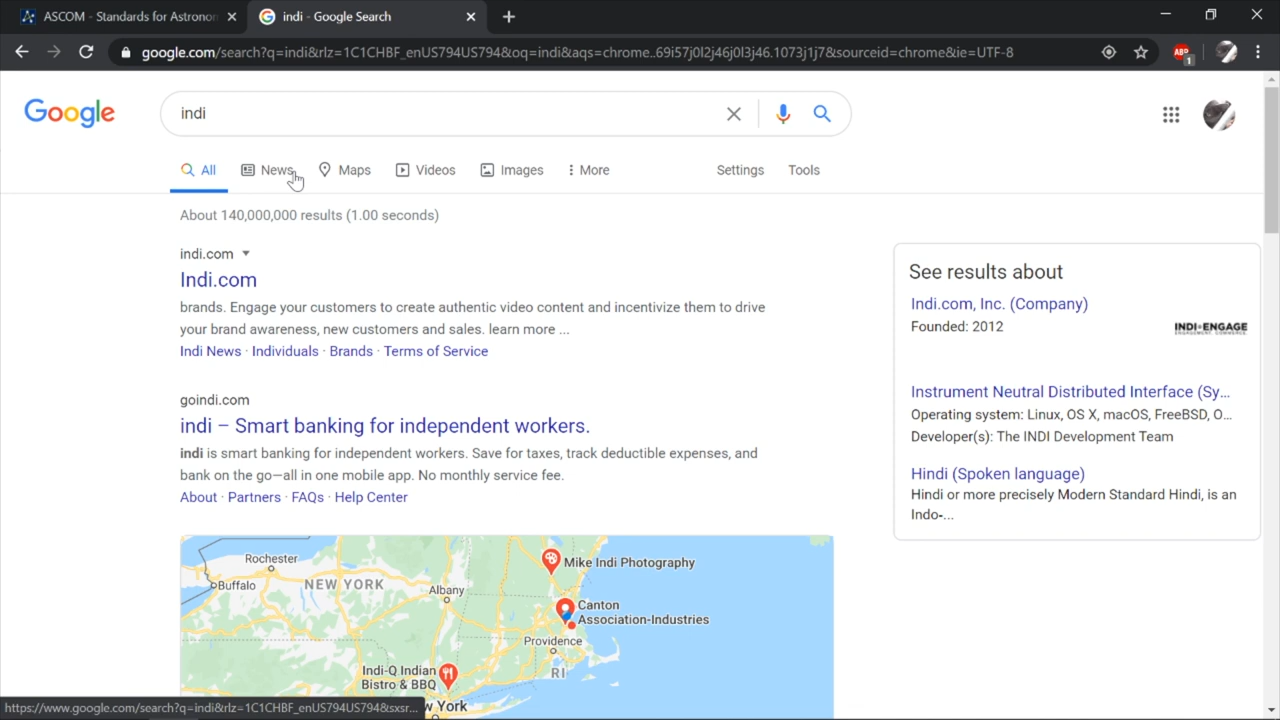 ASCOM - Standards for Astronon
indi - Google Search
google.com/search?q=indi&rlz=1C1CHBF_enUS794US794&oq=indi&aqs=chrome..69i57j0l2j46j0l3j46.1073j1j7&sourceid=chrome&ie=UTF-8
ABP
1
Google
indi
All
News
Maps
Videos
Images
More
Settings
Tools
About 140,000,000 results (1.00 seconds)
indi.com
Indi.com
brands. Engage your customers to create authentic video content and incentivize them to drive
your brand awareness, new customers and sales. learn more ...
Indi News · Individuals · Brands · Terms of Service
goindi.com
indi – Smart banking for independent workers.
indi is smart banking for independent workers. Save for taxes, track deductible expenses, and
bank on the go—all in one mobile app. No monthly service fee.
About · Partners · FAQs · Help Center
See results about
Indi.com, Inc. (Company)
Founded: 2012
INDI ENGAGE
Instrument Neutral Distributed Interface (Sy...
Operating system: Linux, OS X, macOS, FreeBSD, O...
Developer(s): The INDI Development Team
Hindi (Spoken language)
Hindi or more precisely Modern Standard Hindi, is an
Indo-...
Rochester
Buffalo
NEW YORK
Albany
Mike Indi Photography
Canton
Association-Industries
Providence
RI
Indi-Q Indian
Bistro & BBQ
w York
https://www.google.com/search?q=indi&rlz=1C1CHBF_enUS794US794&sxsr...